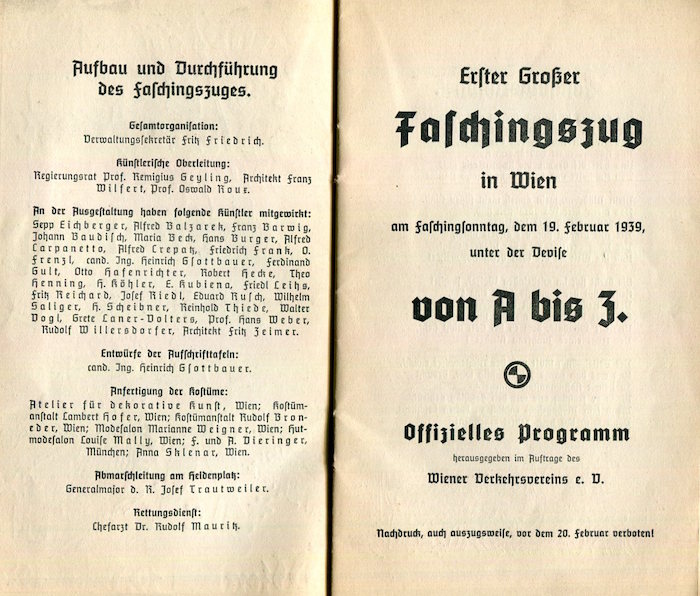 Aufbau und Durchführung
des Faschingszuges.
Gesamtorganisation:
Verwaltungssekretär Fritz Friedrich.
Künstlerische Oberleitung:
Regierungsrat Prof. Remigius Geyling, Architekt Franz
Wilfert, Prof. Oswald Roux.
An der Ausgestaltung haben folgende Künstler mitgewirkt:
Sepp Eichberger, Alfred Balzarek, Franz Barwig,
Johann Baudisch, Maria Beck, Hans Burger, Alfred
Carpanetto, Alfred Crepatz, Friedrich Frank, O.
Frenzl, cand. Ing. Heinrich Gsottbauer, Ferdinand
Gult, Otto Hafenrichter, Robert Hecke, Theo
Henning, H. Köhler, E. Kubiena, Friedl Leihs,
Fritz Reichard, Josef Riedl, Eduard Rusch, Wilhelm
Saliger, H. Scheibner, Reinhold Thiede, Walter
Vogl, Grete Laner-Volters, Prof. Hans Weber,
Rudolf Willersdorfer, Architekt Fritz Zeimer.
Entwürfe der Aufschrifttafeln:
cand. Ing. Heinrich Gsottbauer.
Anfertigung der Kostüme:
Atelier für dekorative Kunst, Wien; Kostüm-
anstalt Lambert Hofer, Wien; Kostümanstalt Rudolf Bron-
eder, Wien; Modesalon Marianne Weigner, Wien; Hut-
modesalon Louise Mally, Wien; F. und A. Dieringer,
München; Anna Sklenar, Wien.
Abmarschleitung am Heldenplatz:
Generalmajor d. R. Josef Trautweiler.
Rettungsdienst:
Chefarzt Dr. Rudolf Mauritz.
Erster Großer
Faschingszug
in Wien
am Faschingsonntag, dem 19. Februar 1939,
unter der Devise
von A bis Z.
Offizielles Programm
herausgegeben im Auftrage des
Wiener Verkehrsvereins e. V.
Nachdruck, auch auszugsweise, vor dem 20. Februar verboten!